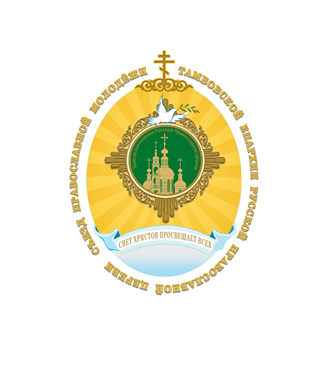 СЪЕЗД ПРАВОСЛАВНОЙ МОЛОДЁЖИ ТАМБОВСКОЙ ЕПАРХИИ РУССКОЙ ПРАВОСЛАВНОЙ ЦЕРКВИ
СВЕТ ХРИСТОВ ПРОСВЕЩАЕТ ВСЕХ